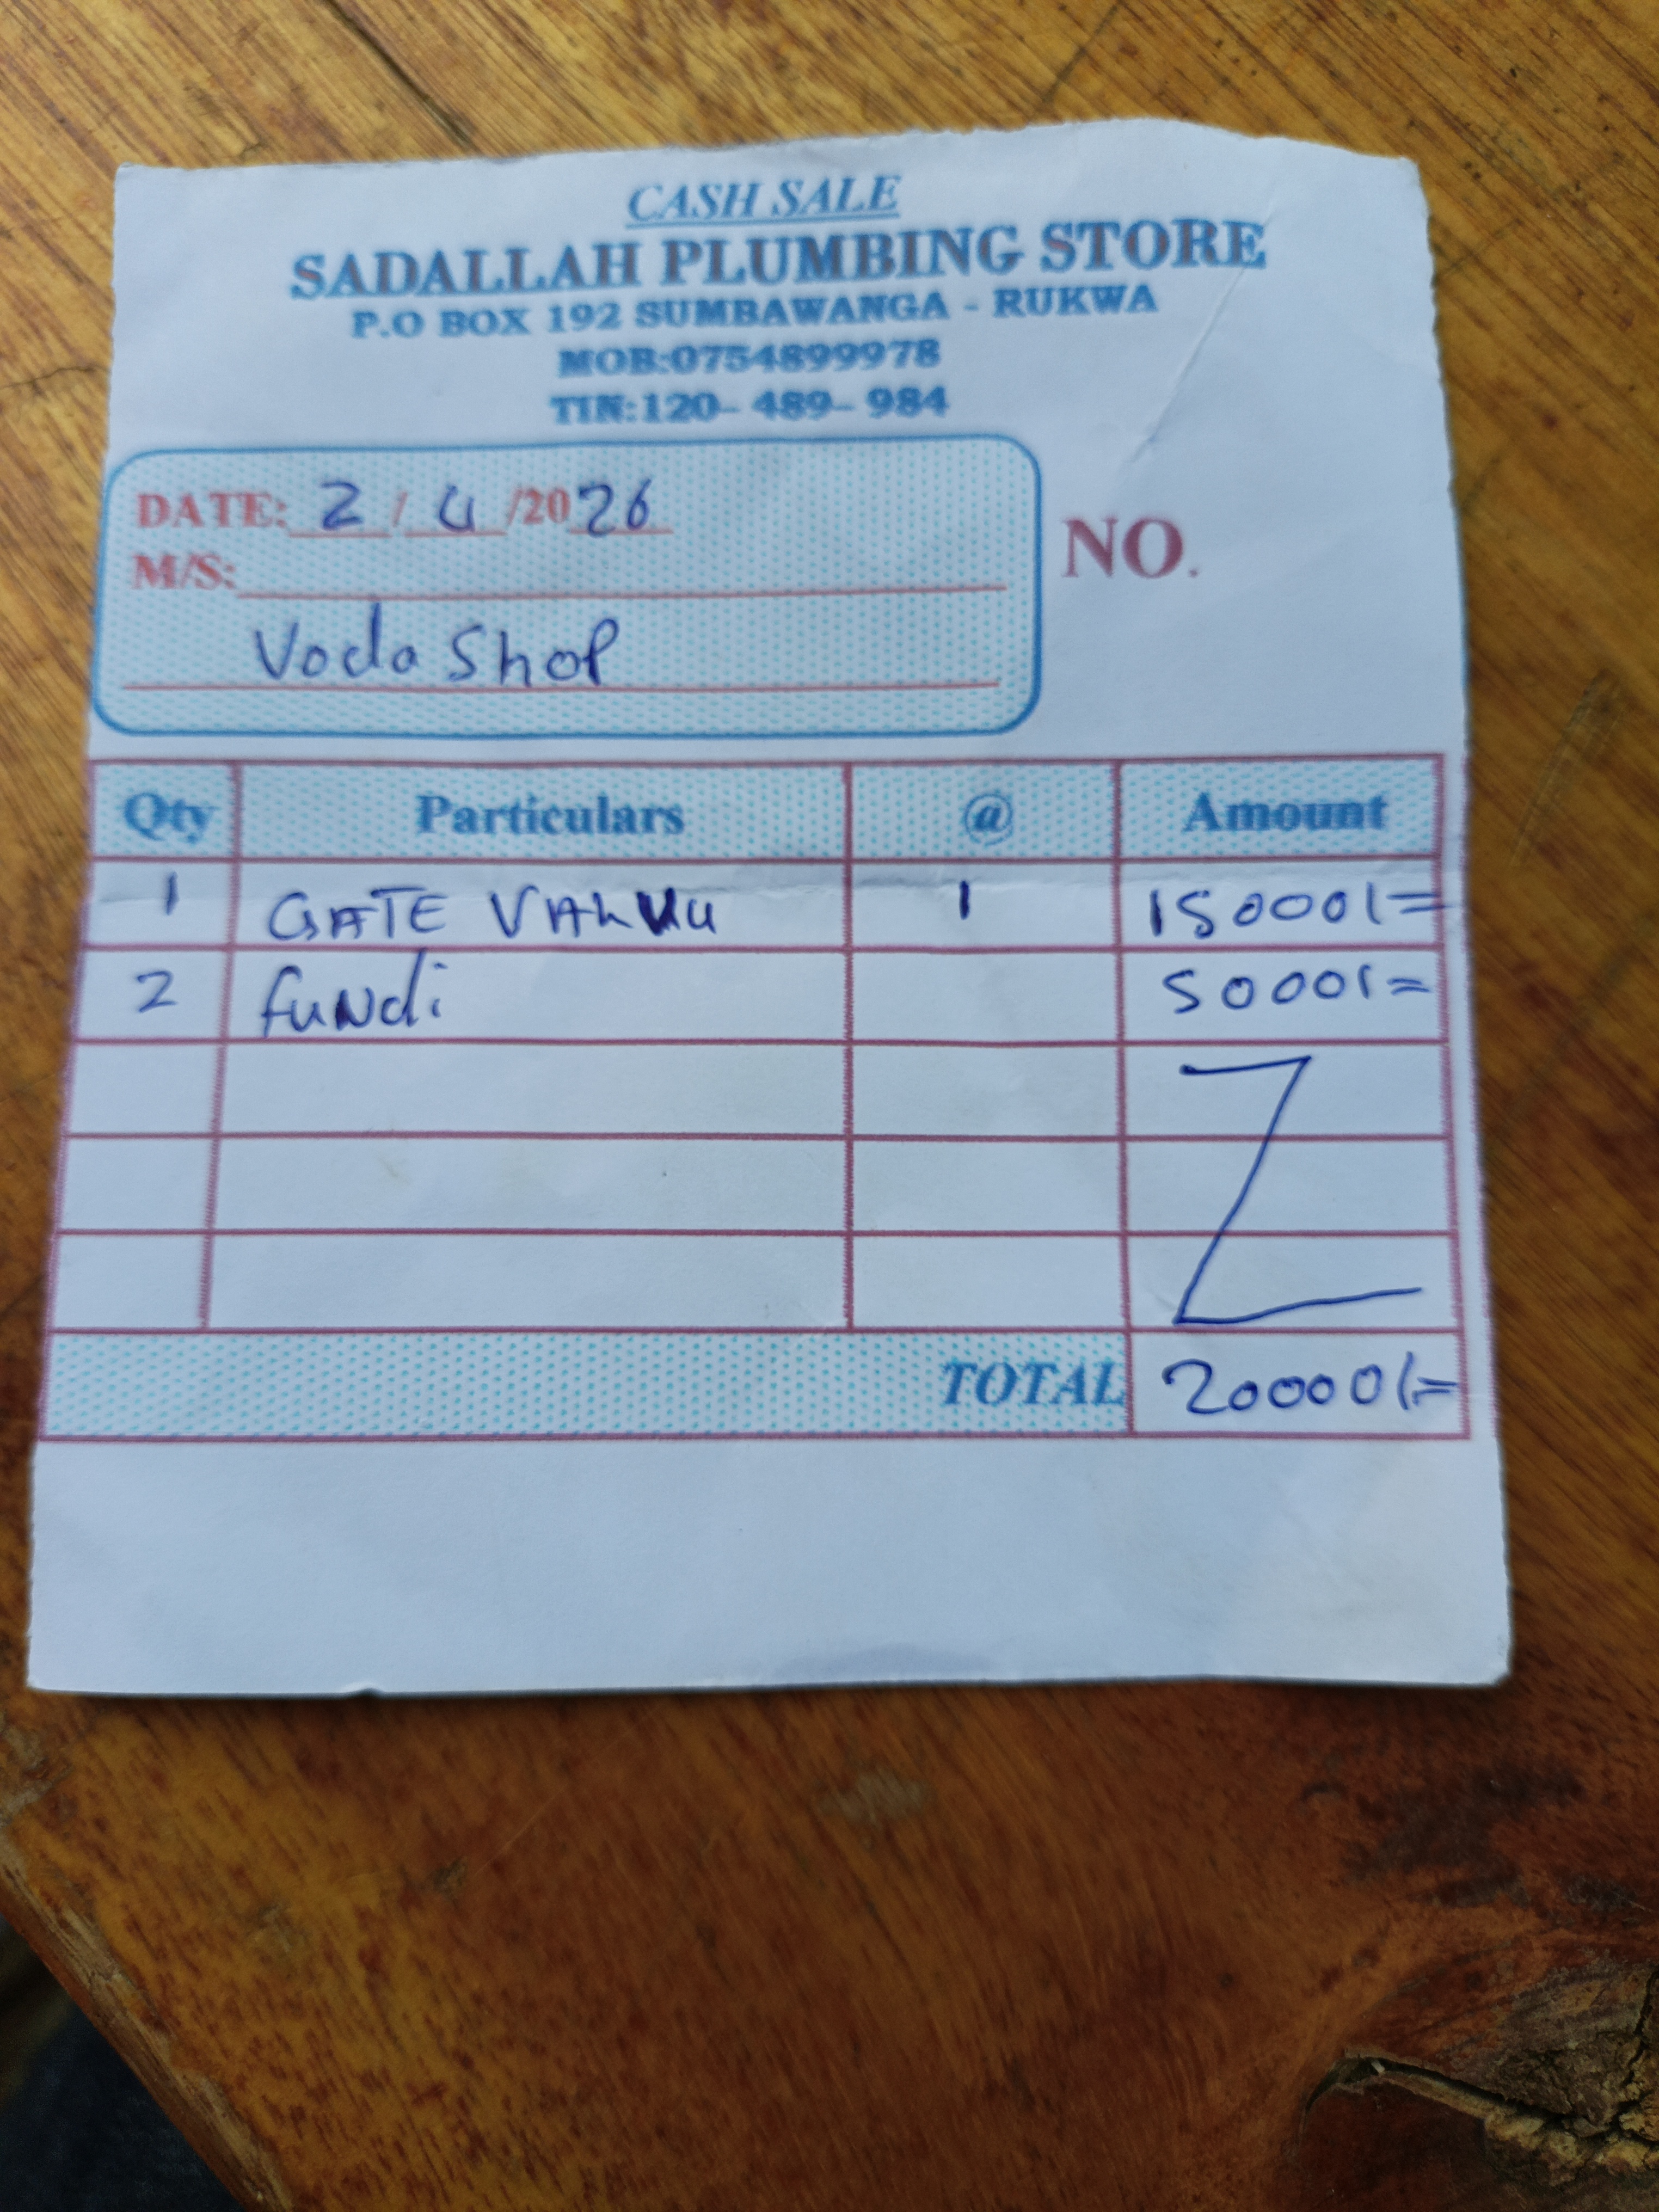 CASH SALE
SADALLAH PLUMBING STORE
P.O BOX 192 SUMBAWANGA - RUKWA
MOB:0754899978
TIN:120- 489- 984
DATE: 2 / 4 /2026
M/S:
NO.
Voda Shop
Qty Particulars @ Amount
1 GATE 1 15000/=
2 fundi 5000/=
TOTAL 20000/=